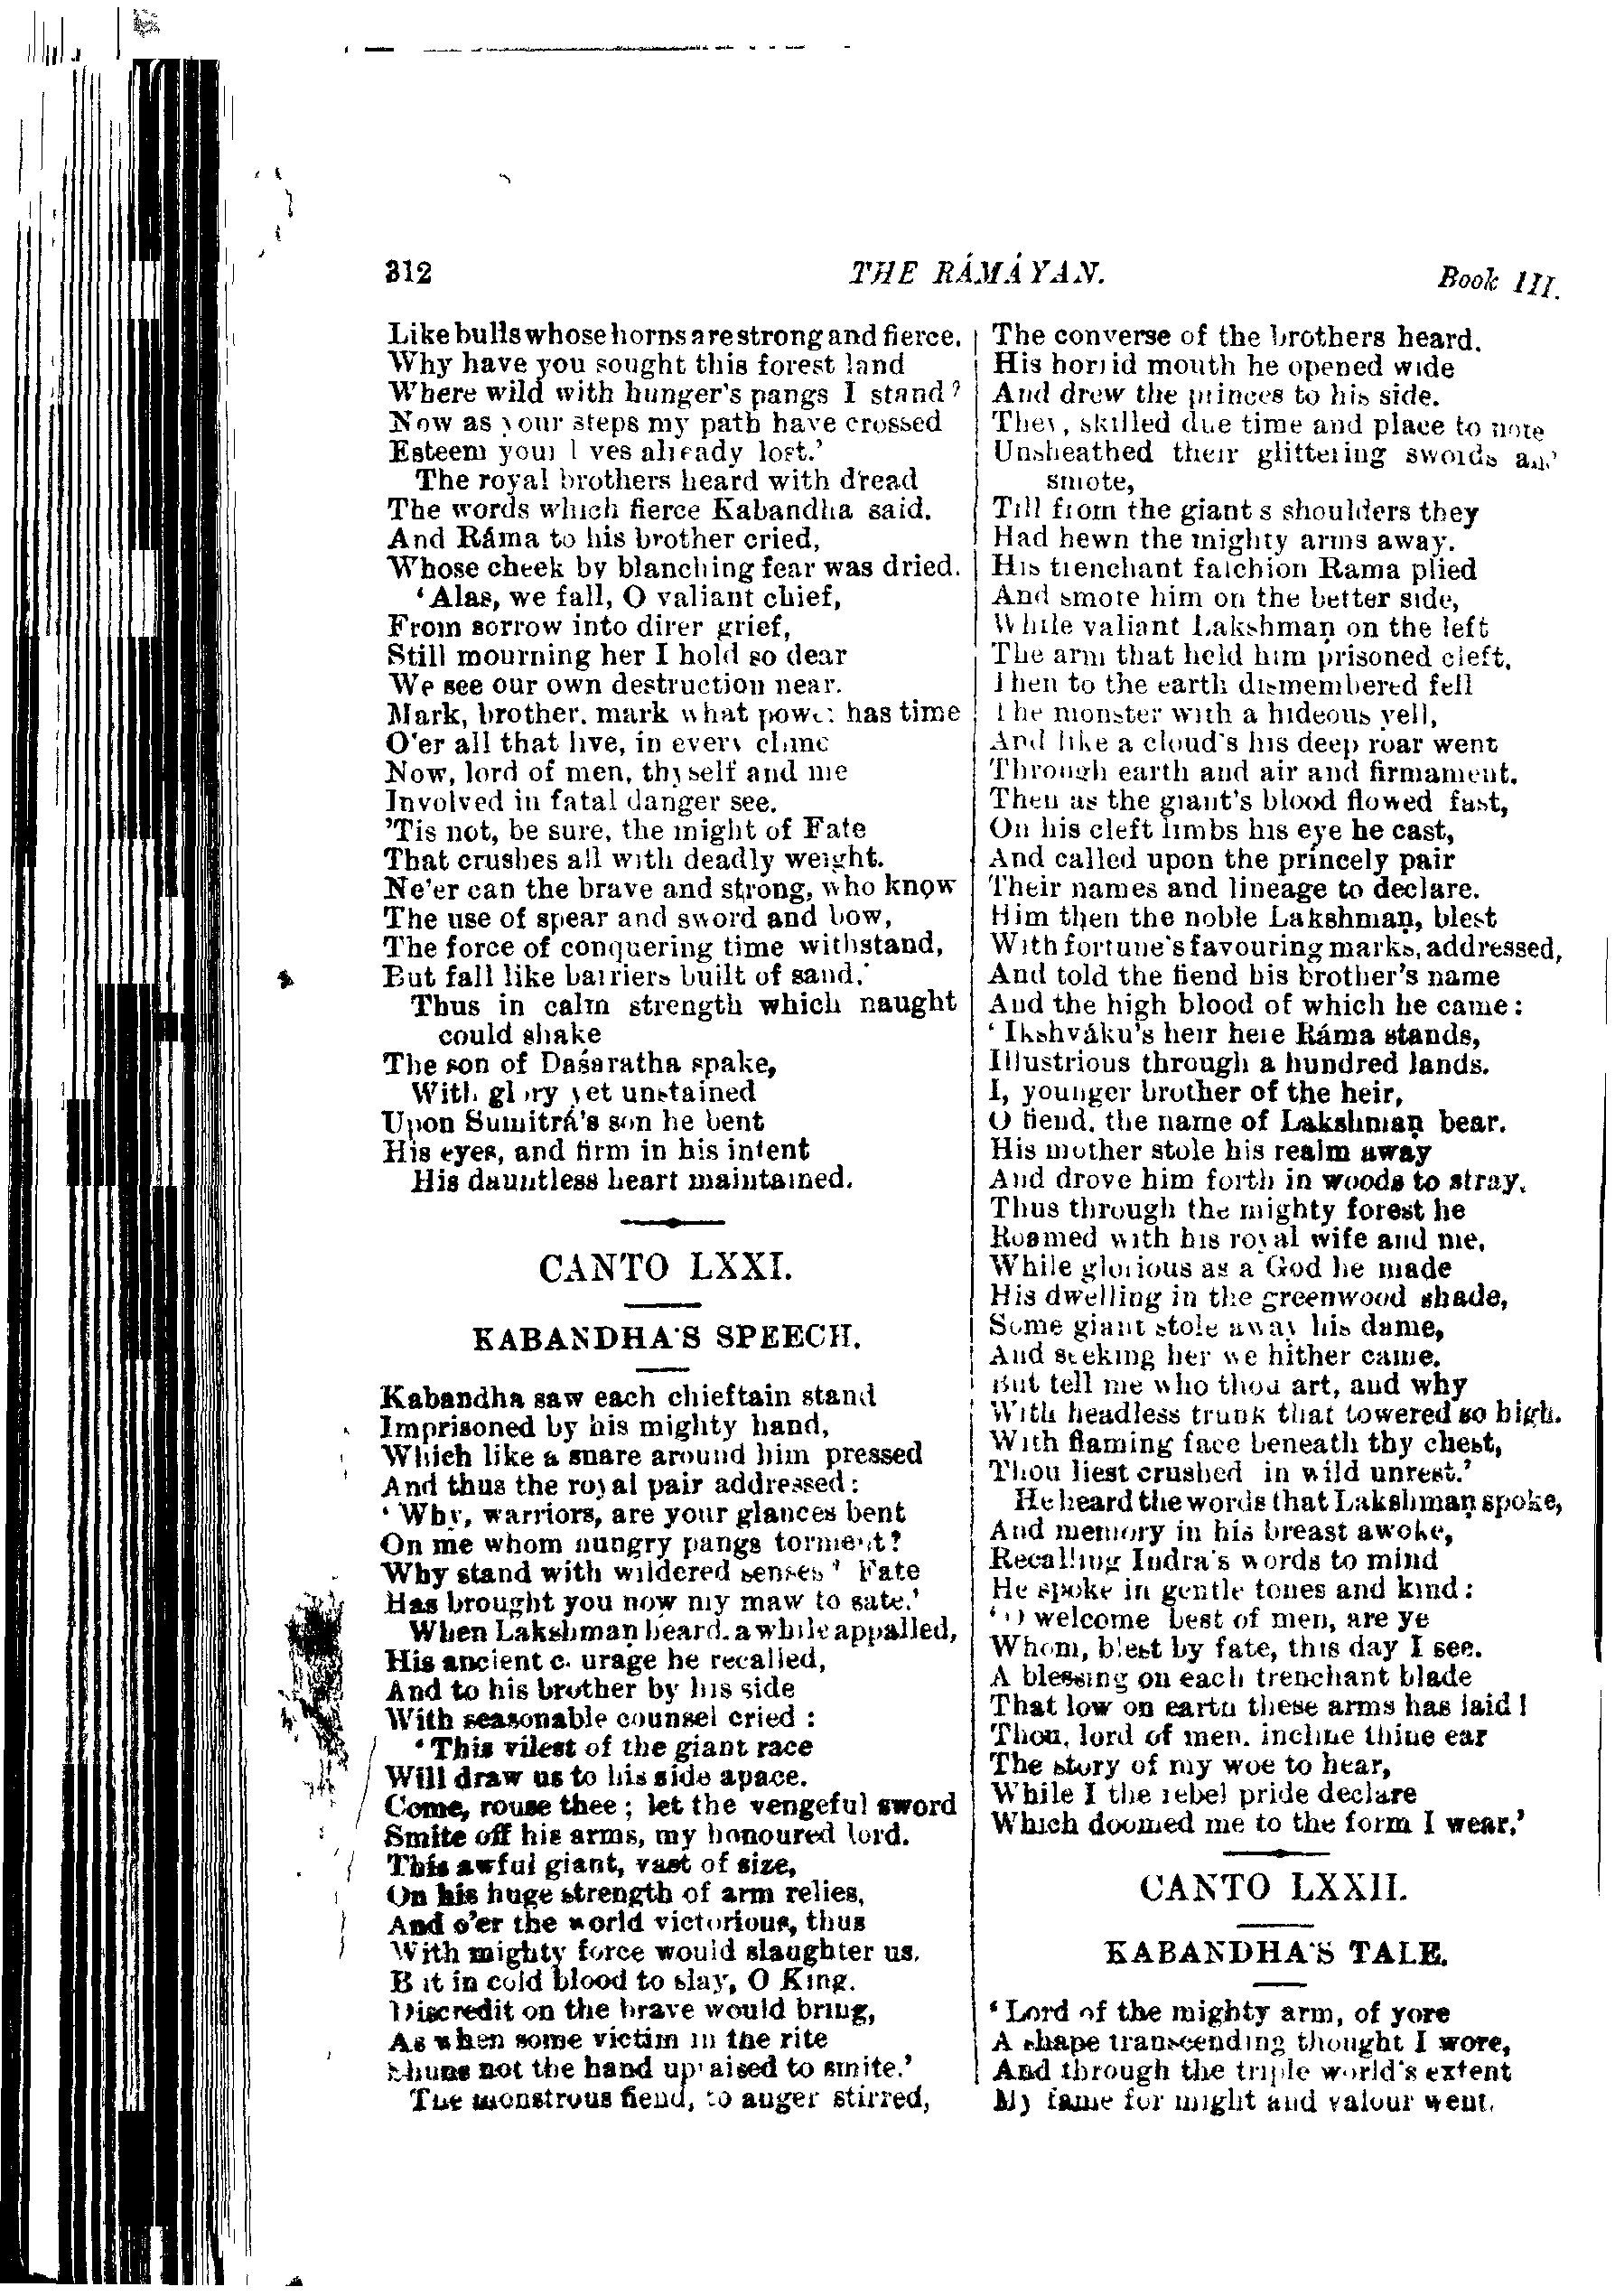 312 THE RÁMÁYAN. Book III.
Like bulls whose horns are strong and fierce.
Why have you sought this forest land
Where wild with hunger's pangs I stand?
Now as your steps my path have crossed
Esteem your lives already lost.'
The royal brothers heard with dread
The words which fierce Kabandha said.
And Ráma to his brother cried,
Whose cheek by blanching fear was dried.
'Alas, we fall, O valiant chief,
From sorrow into direr grief,
Still mourning her I hold so dear
We see our own destruction near.
Mark, brother, mark what power has time
O'er all that live, in every clime
Now, lord of men, thyself and me
Involved in fatal danger see.
'Tis not, be sure, the might of Fate
That crushes all with deadly weight.
Ne'er can the brave and strong, who know
The use of spear and sword and bow,
The force of conquering time withstand,
But fall like barriers built of sand.'
Thus in calm strength which naught
could shake
The son of Daśaratha spake,
With glory yet unstained
Upon Sumitrá's son he bent
His eyes, and firm in his intent
His dauntless heart maintained.
CANTO LXXI.
KABANDHA'S SPEECH.
Kabandha saw each chieftain stand
Imprisoned by his mighty hand,
Which like a snare around him pressed
And thus the royal pair addressed:
'Why, warriors, are your glances bent
On me whom hungry pangs torment?
Why stand with wildered senses? Fate
Has brought you now my maw to sate.'
When Lakshmaṇ heard, a while appalled,
His ancient courage he recalled,
And to his brother by his side
With seasonable counsel cried:
'This vilest of the giant race
Will draw us to his side apace.
Come, rouse thee; let the vengeful sword
Smite off his arms, my honoured lord.
This awful giant, vast of size,
On his huge strength of arm relies,
And o'er the world victorious, thus
With mighty force would slaughter us.
But in cold blood to slay, O King.
Discredit on the brave would bring,
As when some victim in the rite
Shuns not the hand upraised to smite.'
The monstrous fiend, to anger stirred,
The converse of the brothers heard.
His horrid mouth he opened wide
And drew the princes to his side.
They, skilled due time and place to note
Unsheathed their glittering swords and
smote,
Till from the giant s shoulders they
Had hewn the mighty arms away.
His trenchant falchion Rama plied
And smote him on the better side,
While valiant Lakshmaṇ on the left
The arm that held him prisoned cleft.
Then to the earth dismembered fell
The monster with a hideous yell,
And like a cloud's his deep roar went
Through earth and air and firmament.
Then as the giant's blood flowed fast,
On his cleft limbs his eye he cast,
And called upon the princely pair
Their names and lineage to declare.
Him then the noble Lakshmaṇ, blest
With fortune's favouring marks, addressed,
And told the fiend his brother's name
And the high blood of which he came:
'Ikshváku's heir here Ráma stands,
Illustrious through a hundred lands.
I, younger brother of the heir,
O fiend, the name of Lakshmaṇ bear.
His mother stole his realm away
And drove him forth in woods to stray.
Thus through the mighty forest he
Roamed with his royal wife and me,
While glorious as a God he made
His dwelling in the greenwood shade,
Some giant stole away his dame,
And seeking her we hither came.
But tell me who thou art, and why
With headless trunk that towered so high.
With flaming face beneath thy chest,
Thou liest crushed in wild unrest.'
He heard the words that Lakshmaṇ spoke,
And memory in his breast awoke,
Recalling Indra's words to mind
He spoke in gentle tones and kind:
'O welcome best of men, are ye
Whom, blest by fate, this day I see.
A blessing on each trenchant blade
That low on earth these arms has laid!
Thou, lord of men, incline thine ear
The story of my woe to hear,
While I the rebel pride declare
Which doomed me to the form I wear.'
CANTO LXXII.
KABANDHA'S TALE.
'Lord of the mighty arm, of yore
A shape transcending thought I wore,
And through the triple world's extent
My fame for might and valour went.